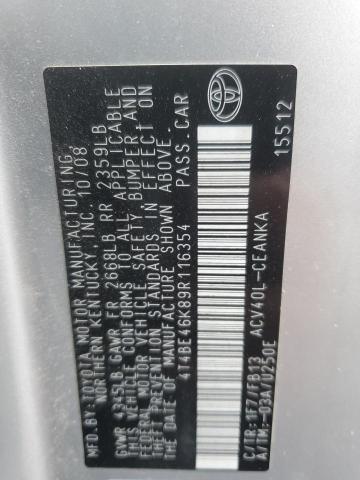 MFD BY: TOYOTA MOTOR MANUFACTURING,
NORTHERN KENTUCKY, INC. 10/08
GVWR 4345LB GAWR FR 2668LB RR 2359LB
THIS VEHICLE CONFORMS TO ALL APPLICABLE
FEDERAL MOTOR VEHICLE SAFETY, BUMPER AND
THEFT PREVENTION STANDARDS IN EFFECT ON
THE DATE OF MANUFACTURE SHOWN ABOVE.
4T4BE46K89R116354 PASS. CAR
C/TR:1F7/FB13 ACV40L-CEANKA
A/TM:-03A/U250E 15512